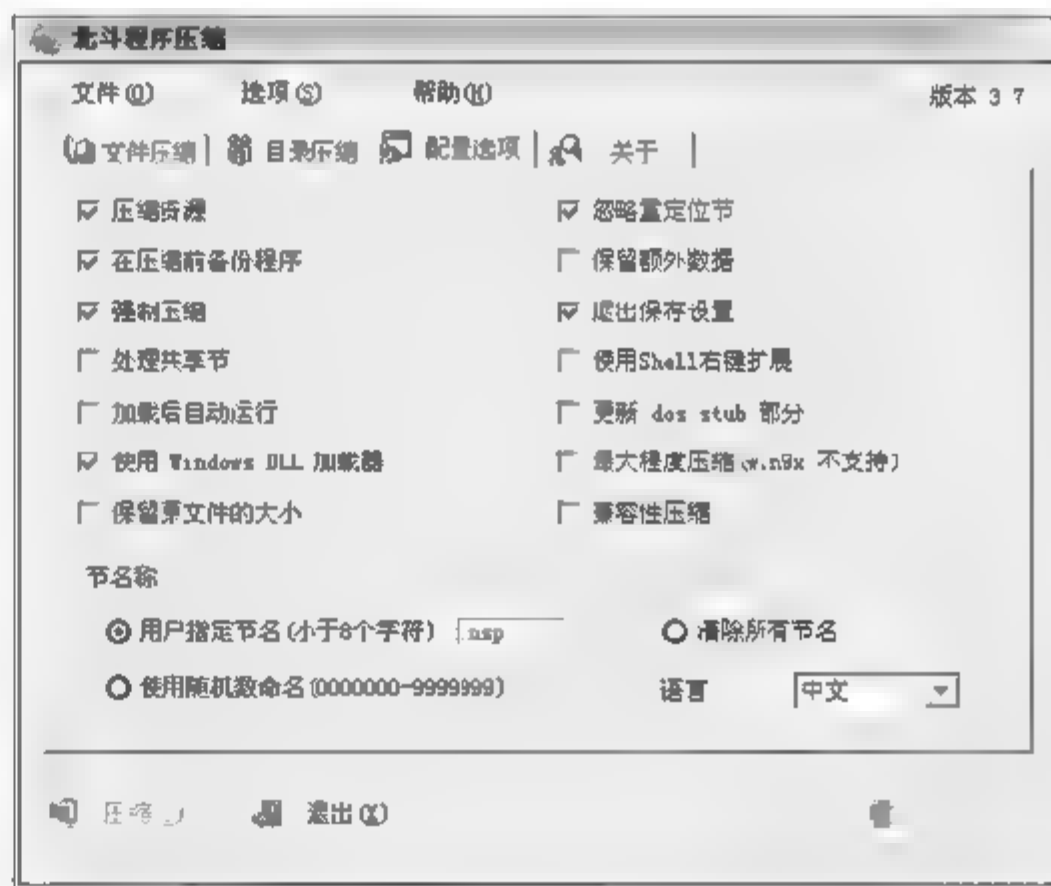 北斗程序压缩
文件(O) 选项(S) 帮助(H) 版本 3 7
文件压缩 目录压缩 配置选项 关于
压缩资源 忽略重定位节
在压缩前备份程序 保留额外数据
强制压缩 退出保存设置
处理共享节 使用Shell右键扩展
加载后自动运行 更新 dos stub 部分
使用 Windows DLL 加载器 最大程度压缩(win9x 不支持)
保留原文件的大小 兼容性压缩
节名称
用户指定节名(小于8个字符) .nsp 清除所有节名
使用随机数命名(0000000-9999999) 语言 中文
压缩 退出(X)